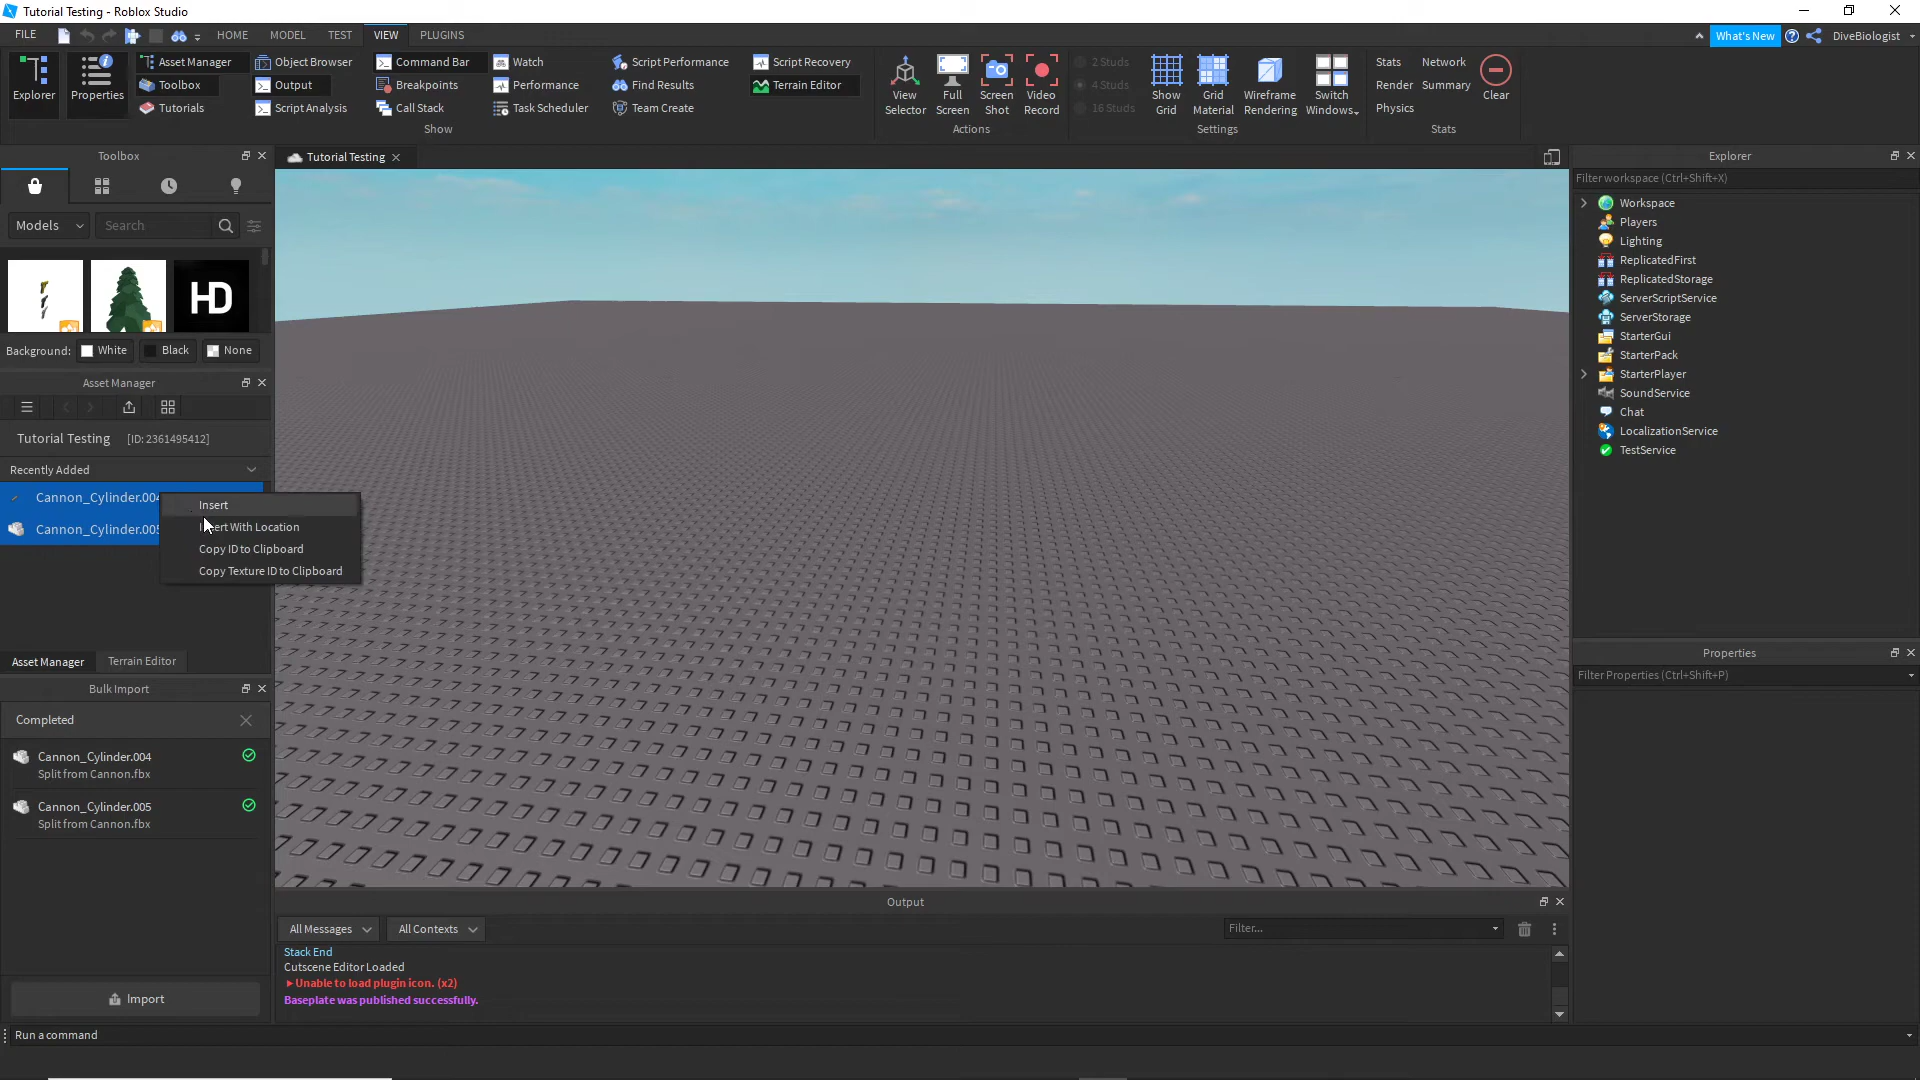 Tutorial Testing - Roblox Studio
FILE
HOME
MODEL
TEST
VIEW
PLUGINS
What's New
DiveBiologist
Explorer
Properties
Asset Manager
Toolbox
Tutorials
Object Browser
Output
Script Analysis
Command Bar
Breakpoints
Call Stack
Watch
Performance
Task Scheduler
Script Performance
Find Results
Team Create
Script Recovery
Terrain Editor
Show
View
Selector
Full
Screen
Screen
Shot
Video
Record
Actions
2 Studs
4 Studs
16 Studs
Show
Grid
Grid
Material
Wireframe
Rendering
Switch
Windows
Settings
Stats
Network
Render
Summary
Physics
Clear
Stats
Toolbox
Models
Search
HD
Background:
White
Black
None
Asset Manager
Tutorial Testing
[ID: 2361495412]
Recently Added
Cannon_Cylinder.004
Cannon_Cylinder.005
Insert
Insert With Location
Copy ID to Clipboard
Copy Texture ID to Clipboard
Asset Manager
Terrain Editor
Bulk Import
Completed
Cannon_Cylinder.004
Split from Cannon.fbx
Cannon_Cylinder.005
Split from Cannon.fbx
Import
Tutorial Testing
Output
All Messages
All Contexts
Filter...
Stack End
Cutscene Editor Loaded
Unable to load plugin icon. (x2)
Baseplate was published successfully.
Explorer
Filter workspace (Ctrl+Shift+X)
Workspace
Players
Lighting
ReplicatedFirst
ReplicatedStorage
ServerScriptService
ServerStorage
StarterGui
StarterPack
StarterPlayer
SoundService
Chat
LocalizationService
TestService
Properties
Filter Properties (Ctrl+Shift+P)
Run a command